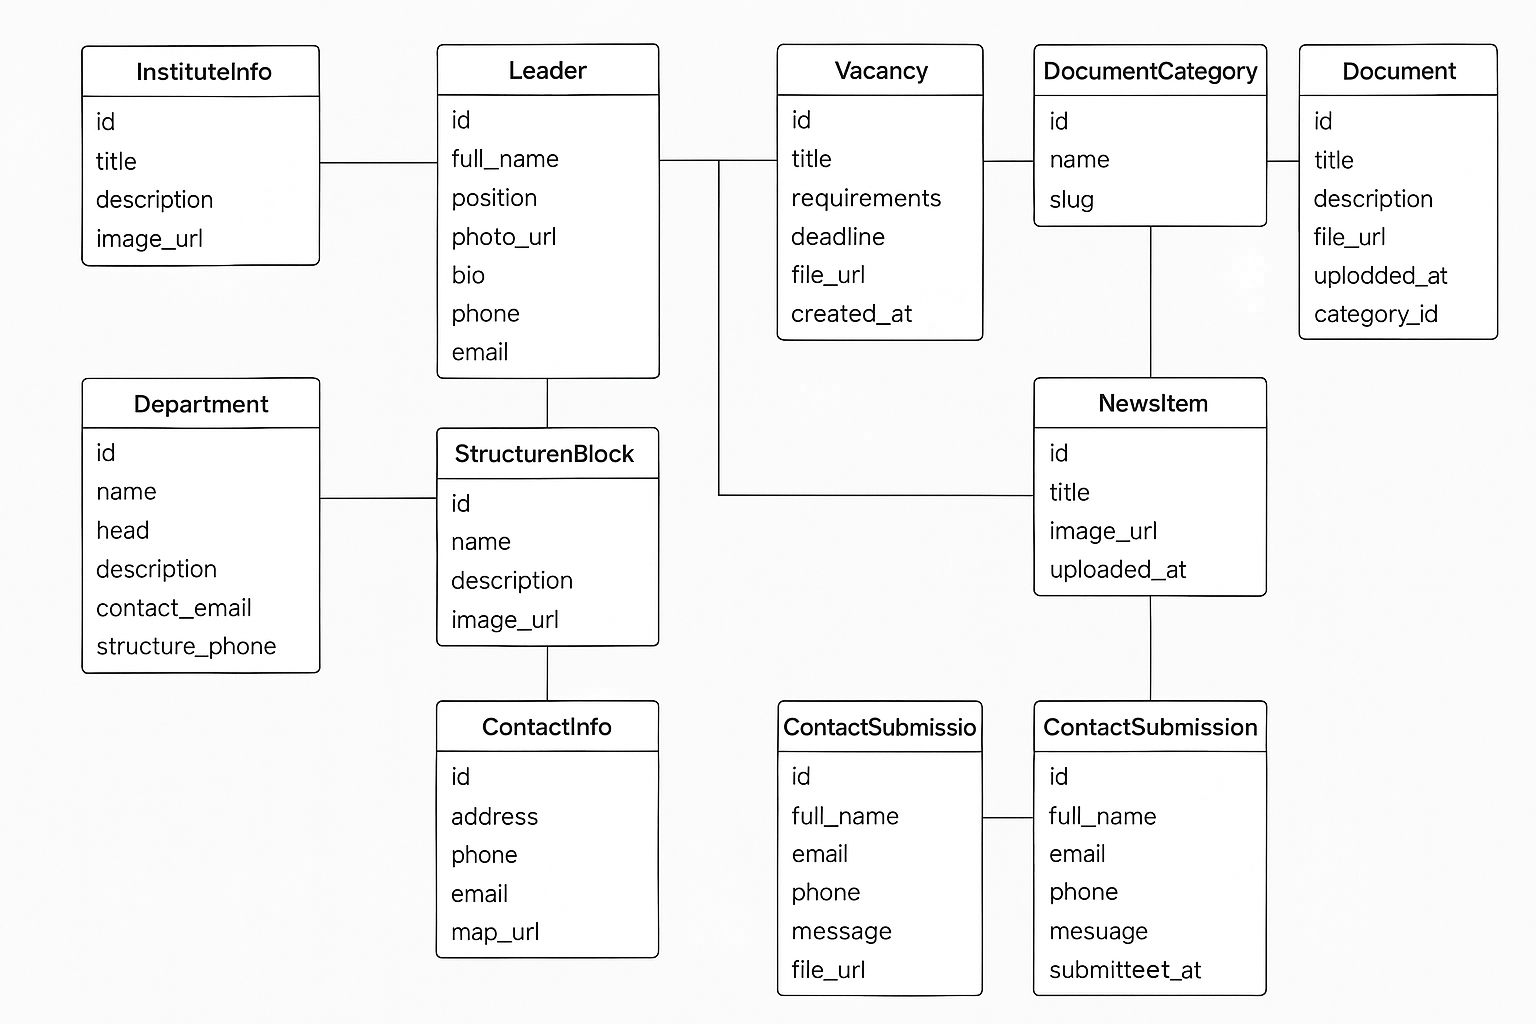 InstituteInfo
id
title
description
image_url
Leader
id
full_name
position
photo_url
bio
phone
email
Vacancy
id
title
requirements
deadline
file_url
created_at
DocumentCategory
id
name
slug
Document
id
title
description
file_url
uplodded_at
category_id
Department
id
name
head
description
contact_email
structure_phone
StructurenBlock
id
name
description
image_url
NewsItem
id
title
image_url
uploaded_at
ContactInfo
id
address
phone
email
map_url
ContactSubmissio
id
full_name
email
phone
message
file_url
ContactSubmission
id
full_name
email
phone
mesuage
submitteet_at